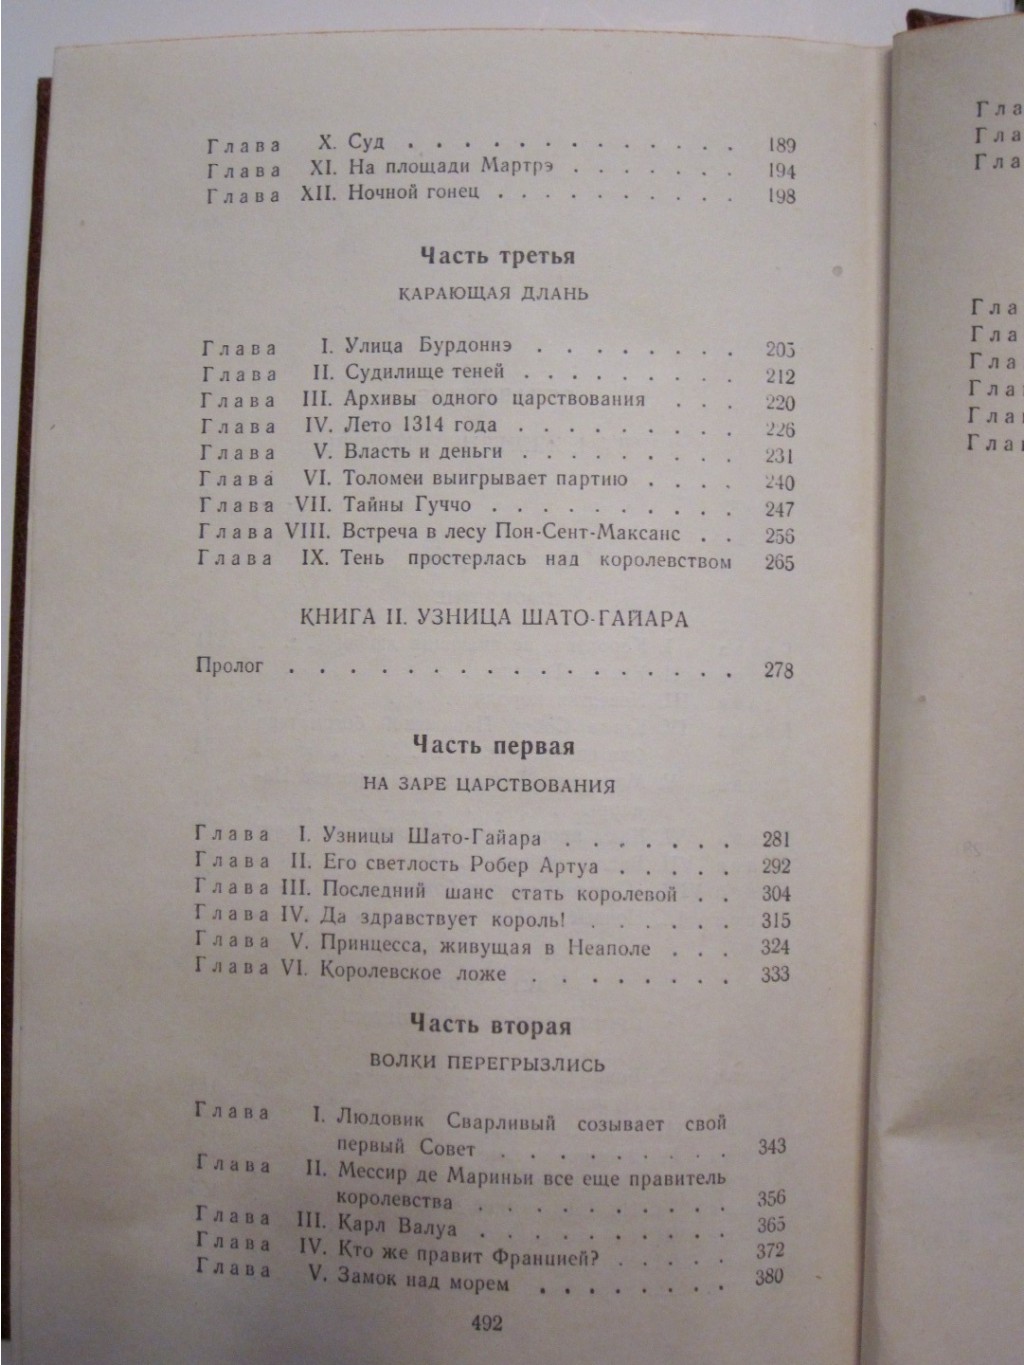 Глава X. Суд . . . . . . . . . . . . . 189
Глава XI. На площади Мартрэ . . . . . . . 194
Глава XII. Ночной гонец . . . . . . . . . . 198
Часть третья
КАРАЮЩАЯ ДЛАНЬ
Глава I. Улица Бурдоннэ . . . . . . . . 205
Глава II. Судилище теней . . . . . . . . . 212
Глава III. Архивы одного царствования . . . 220
Глава IV. Лето 1314 года . . . . . . . . . 226
Глава V. Власть и деньги . . . . . . . . . 231
Глава VI. Толомеи выигрывает партию . . . . 240
Глава VII. Тайны Гуччо . . . . . . . . . . 247
Глава VIII. Встреча в лесу Пон-Сент-Максанс . . 256
Глава IX. Тень простерлась над королевством 265
КНИГА II. УЗНИЦА ШАТО-ГАЙАРА
Пролог . . . . . . . . . . . . . . . . . 278
Часть первая
НА ЗАРЕ ЦАРСТВОВАНИЯ
Глава I. Узницы Шато-Гайара . . . . . . . 281
Глава II. Его светлость Робер Артуа . . . . . 292
Глава III. Последний шанс стать королевой . . 304
Глава IV. Да здравствует король! . . . . . . 315
Глава V. Принцесса, живущая в Неаполе . . . 324
Глава VI. Королевское ложе . . . . . . . . 333
Часть вторая
ВОЛКИ ПЕРЕГРЫЗЛИСЬ
Глава I. Людовик Сварливый созывает свой
первый Совет . . . . . . . . . 343
Глава II. Мессир де Мариньи все еще правитель
королевства . . . . . . . . . . 356
Глава III. Карл Валуа . . . . . . . . . . 365
Глава IV. Кто же правит Францией? . . . . . 372
Глава V. Замок над морем . . . . . . . . 380
492
Гла
Гла
Гла
Гла
Гла
Гла
Гла
Гла
Гла